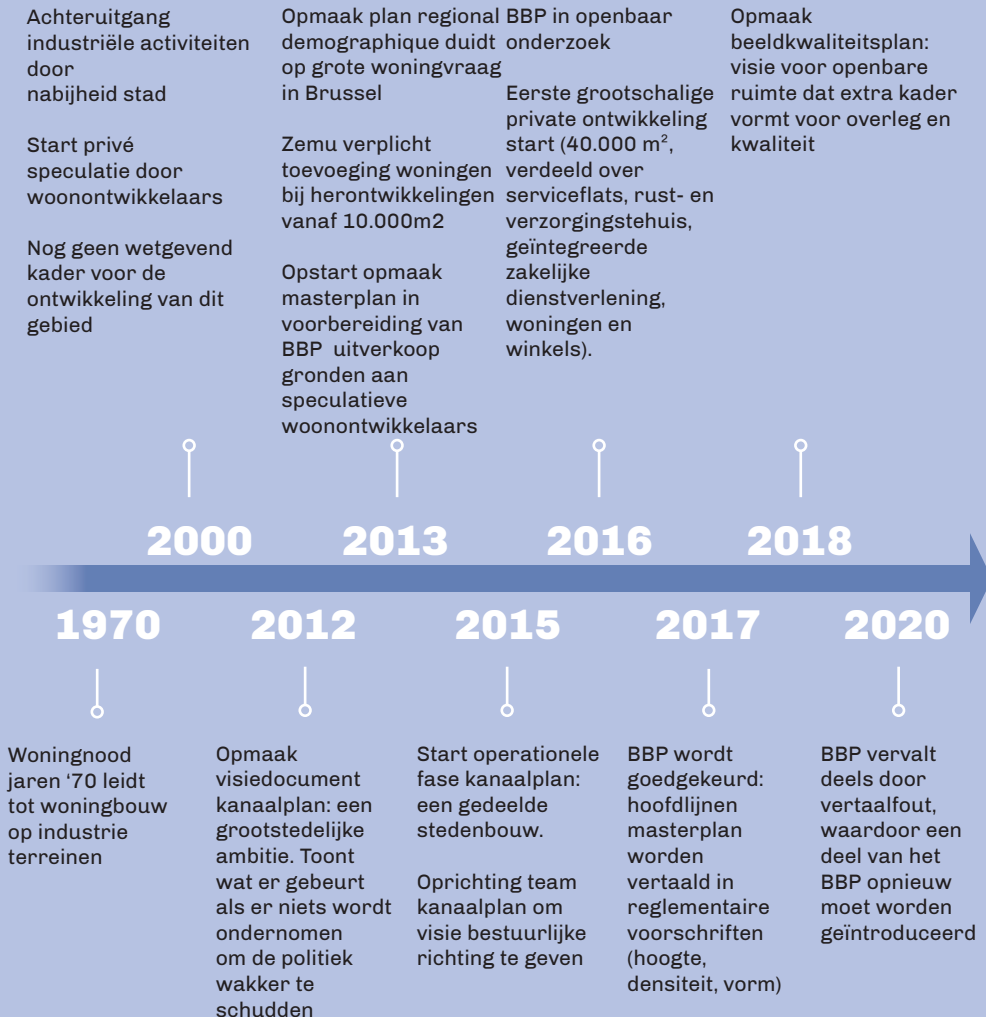 Achteruitgang
industriële activiteiten
door
nabijheid stad
Start privé
speculatie door
woonontwikkelaars
Nog geen wetgevend
kader voor de
ontwikkeling van dit
gebied
Opmaak plan regional
demographique duidt
op grote woningvraag
in Brussel
Zemu verplicht
toevoeging woningen
bij herontwikkelingen
vanaf 10.000m2
Opstart opmaak
masterplan in
voorbereiding van
BBP uitverkoop
gronden aan
speculatieve
woonontwikkelaars
BBP in openbaar
onderzoek
Eerste grootschalige
private ontwikkeling
start (40.000 m²,
verdeeld over
serviceflats, rust- en
verzorgingstehuis,
geïntegreerde
zakelijke
dienstverlening,
woningen en
winkels).
Opmaak
beeldkwaliteitsplan:
visie voor openbare
ruimte dat extra kader
vormt voor overleg en
kwaliteit
2000
2013
2016
2018
1970
2012
2015
2017
2020
Woningnood
jaren ‘70 leidt
tot woningbouw
op industrie
terreinen
Opmaak
visiedocument
kanaalplan: een
grootstedelijke
ambitie. Toont
wat er gebeurt
als er niets wordt
ondernomen
om de politiek
wakker te
schudden
Start operationele
fase kanaalplan:
een gedeelde
stedenbouw.
Oprichting team
kanaalplan om
visie bestuurlijke
richting te geven
BBP wordt
goedgekeurd:
hoofdlijnen
masterplan
worden
vertaald in
reglementaire
voorschriften
(hoogte,
densiteit, vorm)
BBP vervalt
deels door
vertaalfout,
waardoor een
deel van het
BBP opnieuw
moet worden
geïntroduceerd